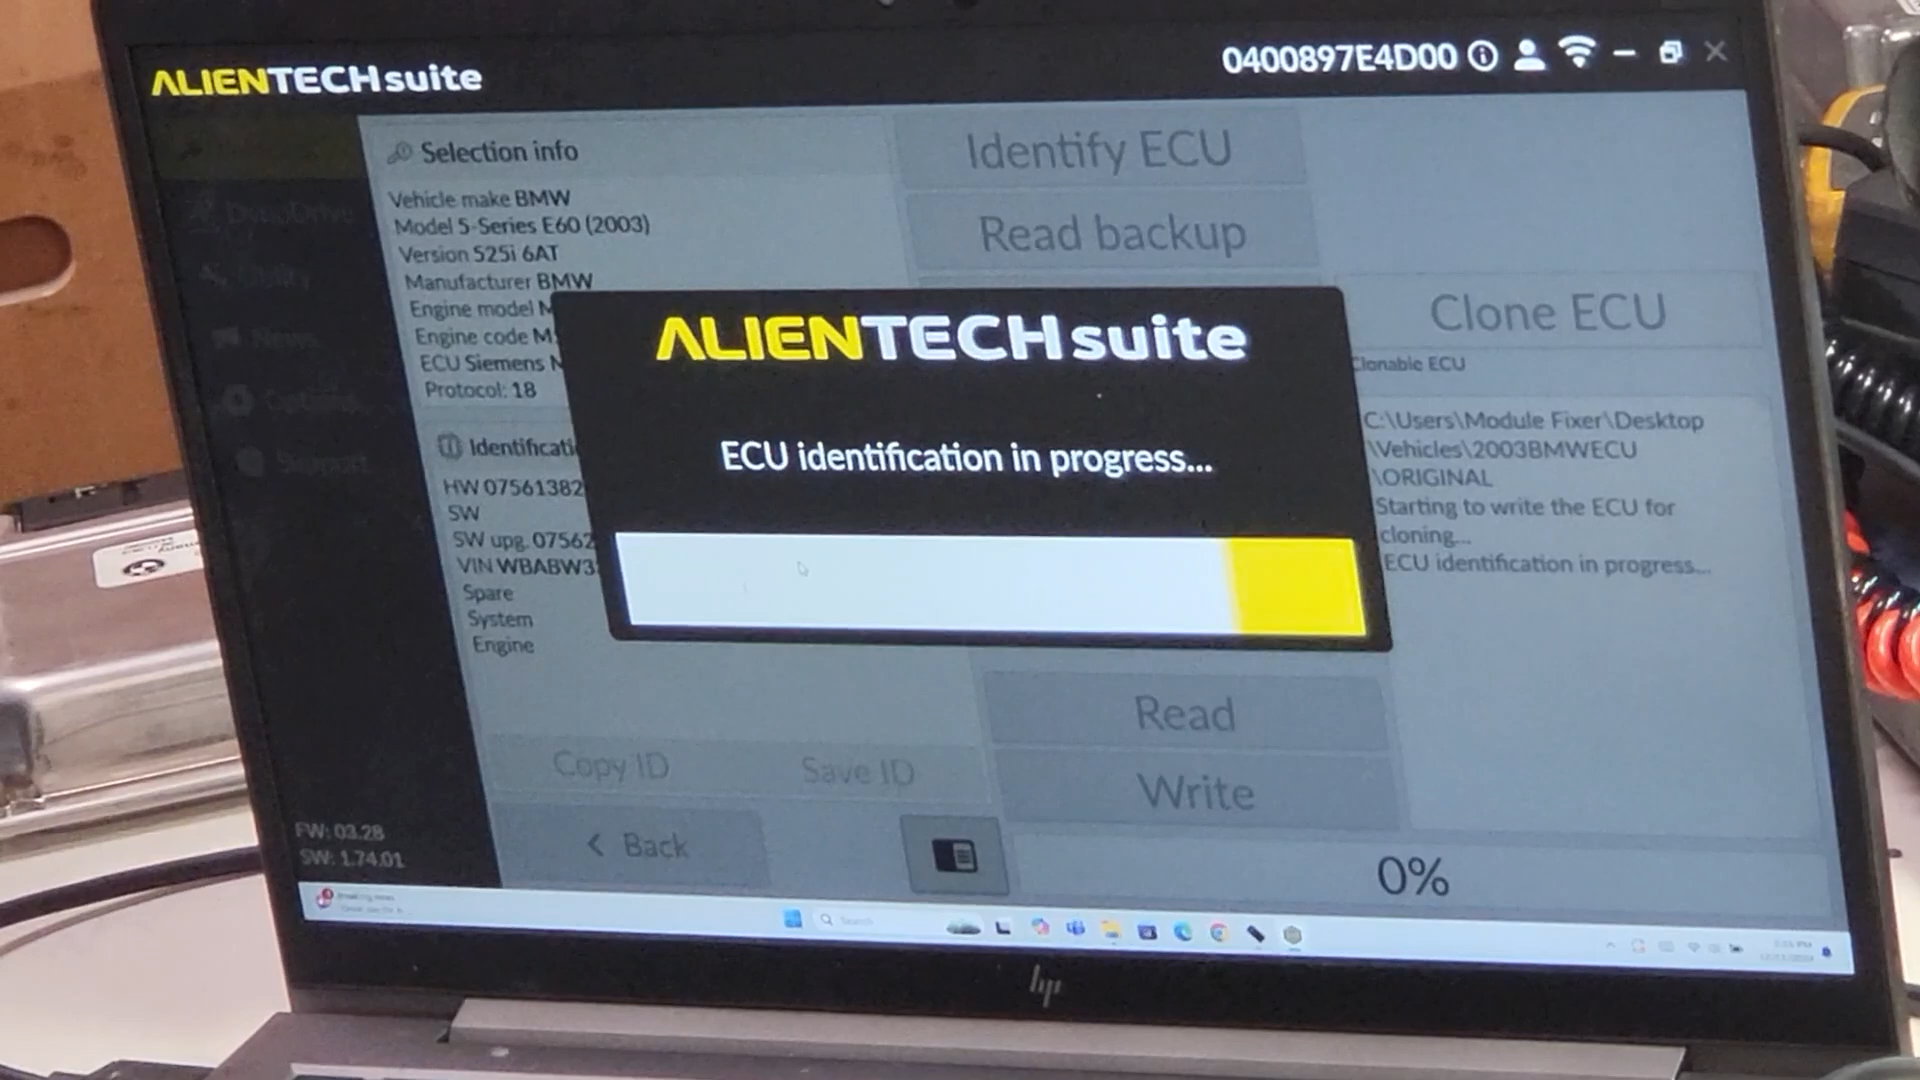 ALIENTECHsuite
0400897E4D00
Selection info
Vehicle make BMW
Model 5-Series E60 (2003)
Version 525i 6AT
Manufacturer BMW
Engine model M
Engine code M
ECU Siemens M
Protocol: 18
HW 07561382
SW
SW upg. 07562
VIN WBABW3
Spare
System
Engine
Copy ID
Save ID
Back
Identify ECU
Read backup
Clone ECU
Clonable ECU
C:\Users\Module Fixer\Desktop
\Vehicles\2003BMWECU
\ORIGINAL
Starting to write the ECU for
cloning...
ECU identification in progress...
ALIENTECHsuite
ECU identification in progress...
Read
Write
0%
News
Support
FW: 03.28
SW: 1.74.01
Search
hp